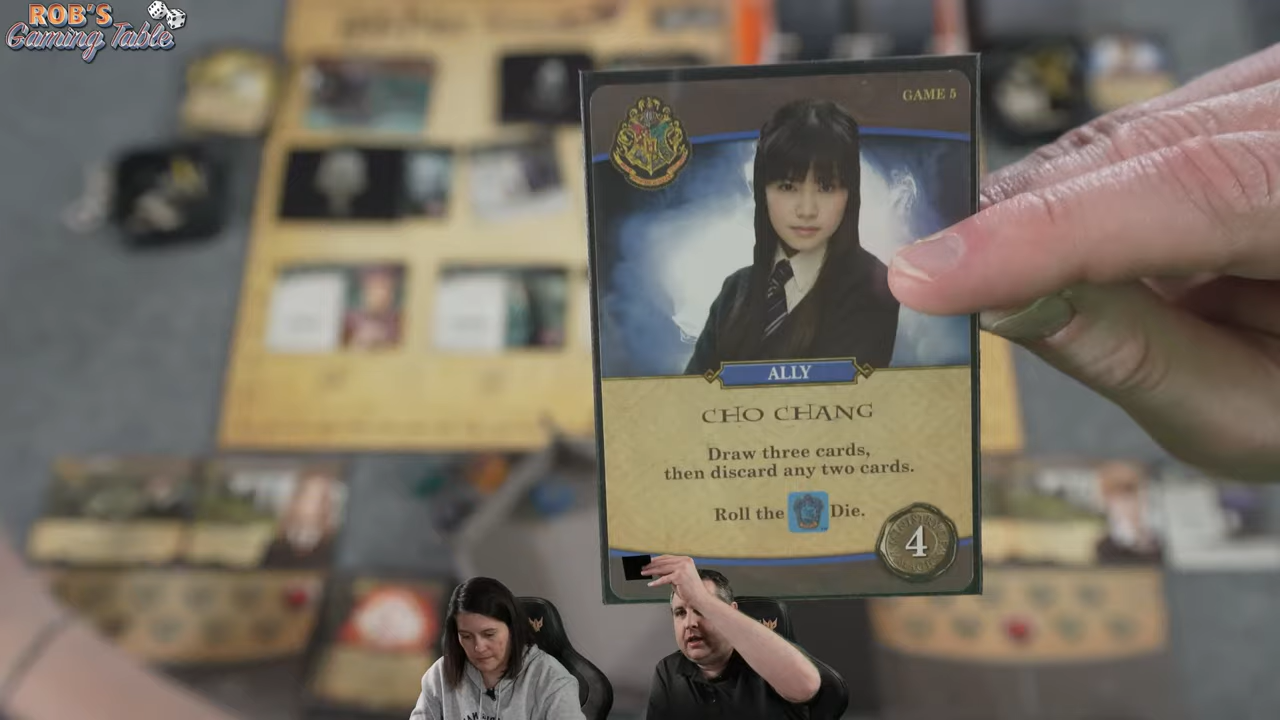 ROB'S
Gaming Table
GAME 5
ALLY
CHO CHANG
Draw three cards,
then discard any two cards.
Roll the Die.
4